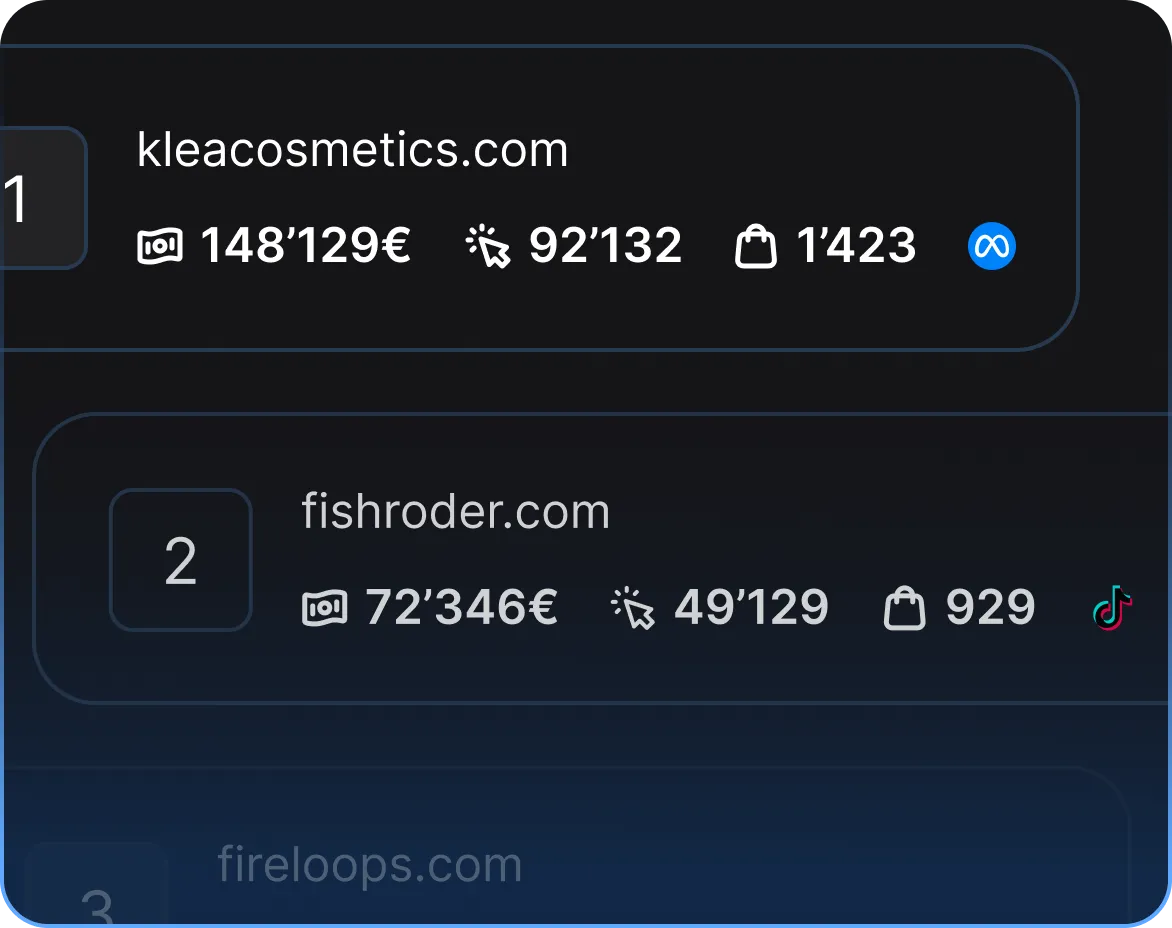 kleacosmetics.com
1
148’129€ 92’132 1’423
fishroder.com
2
72’346€ 49’129 929
fireloops.com
3